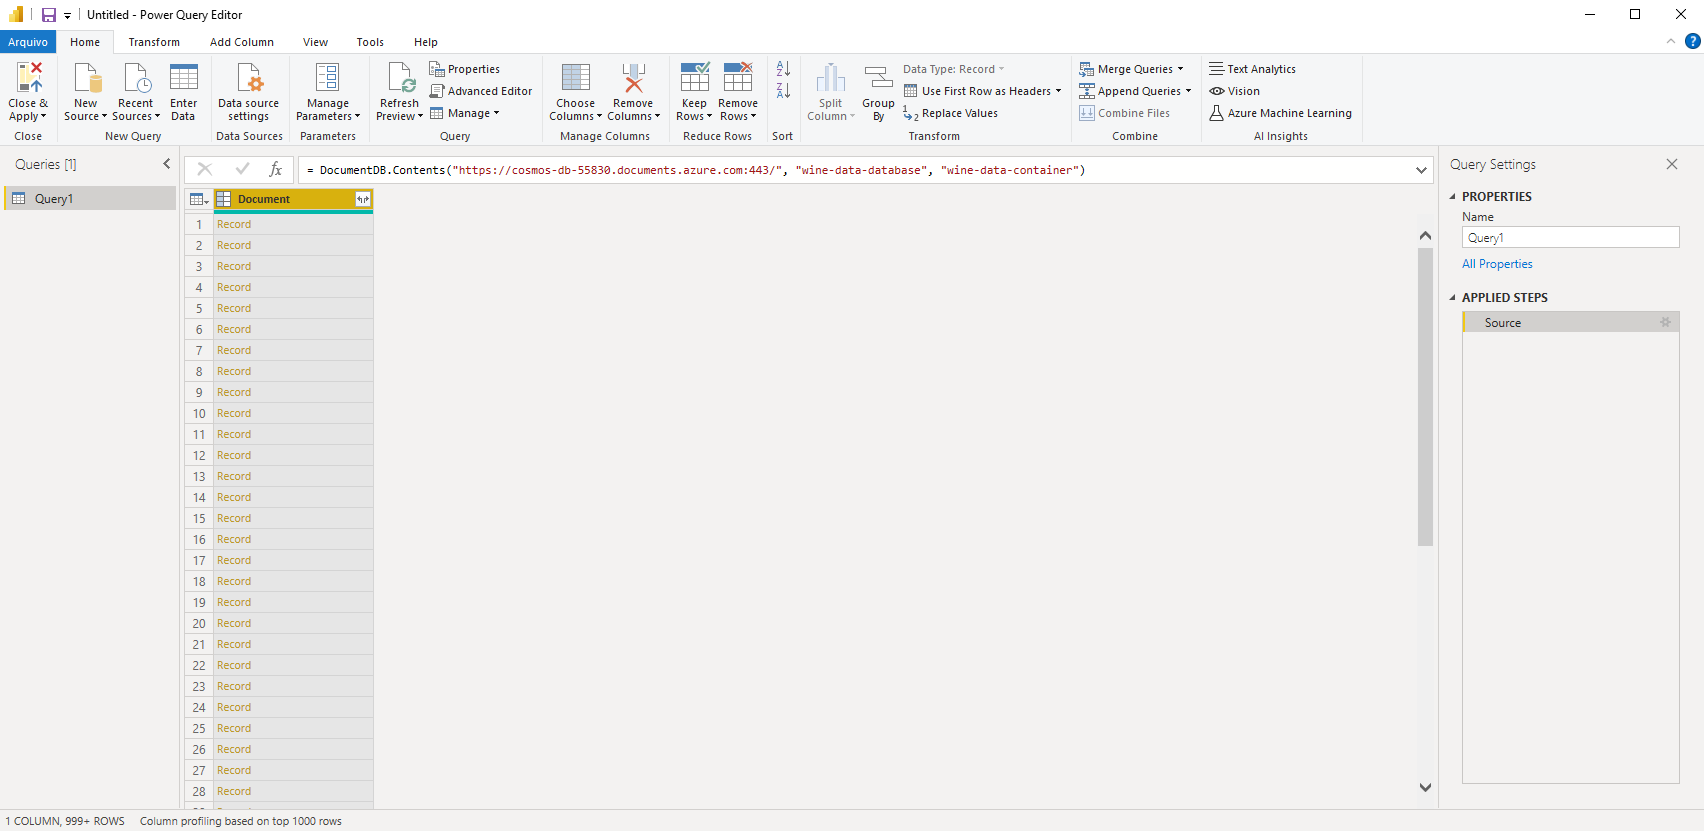 Untitled - Power Query Editor
Arquivo Home Transform Add Column View Tools Help
Close & Apply
Close
New Source
Recent Sources
Enter Data
New Query
Data source settings
Data Sources
Manage Parameters
Parameters
Refresh Preview
Properties
Advanced Editor
Manage
Query
Choose Columns
Remove Columns
Manage Columns
Keep Rows
Remove Rows
Reduce Rows
A
Z
Z
A
Sort
Split Column
Group By
Data Type: Record
Use First Row as Headers
1 2 Replace Values
Transform
Merge Queries
Append Queries
Combine Files
Combine
Text Analytics
Vision
Azure Machine Learning
AI Insights
?
Queries [1]
Query1
fx
= DocumentDB.Contents("https://cosmos-db-55830.documents.azure.com:443/", "wine-data-database", "wine-data-container")
Document
1 Record
2 Record
3 Record
4 Record
5 Record
6 Record
7 Record
8 Record
9 Record
10 Record
11 Record
12 Record
13 Record
14 Record
15 Record
16 Record
17 Record
18 Record
19 Record
20 Record
21 Record
22 Record
23 Record
24 Record
25 Record
26 Record
27 Record
28 Record
Query Settings
PROPERTIES
Name
Query1
All Properties
APPLIED STEPS
Source
1 COLUMN, 999+ ROWS Column profiling based on top 1000 rows